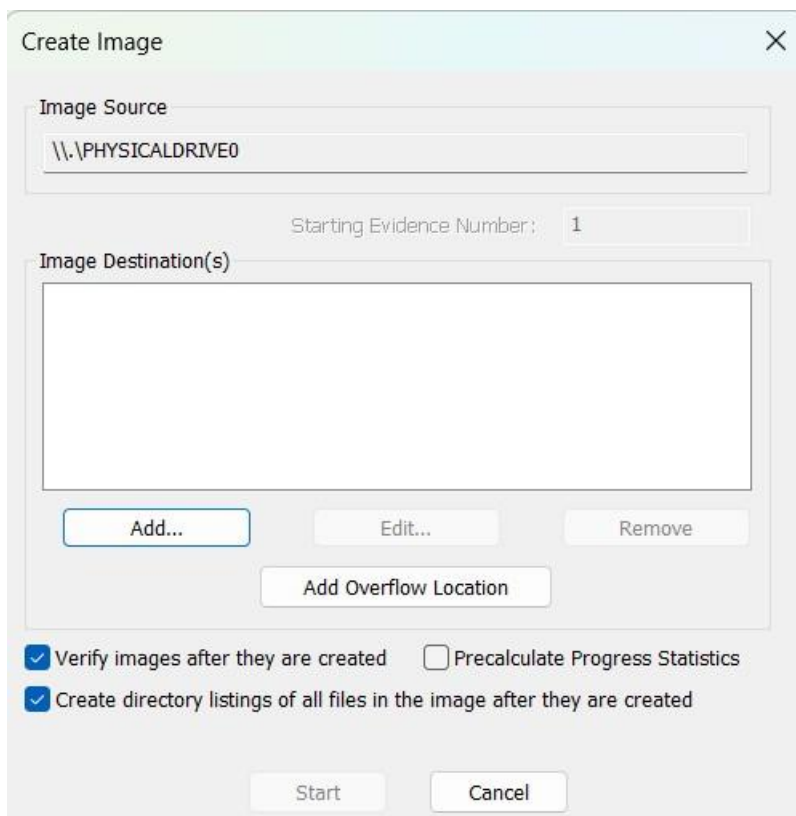 Create Image
Image Source
\\.\PHYSICALDRIVE0
Starting Evidence Number: 1
Image Destination(s)
Add... Edit... Remove
Add Overflow Location
Verify images after they are created Precalculate Progress Statistics
Create directory listings of all files in the image after they are created
Start Cancel